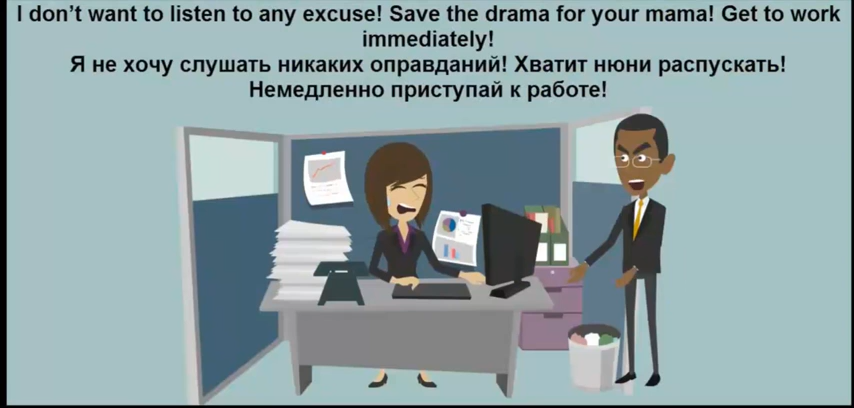 I don't want to listen to any excuse! Save the drama for your mama! Get to work
immediately!
Я не хочу слушать никаких оправданий! Хватит нюни распускать!
Немедленно приступай к работе!